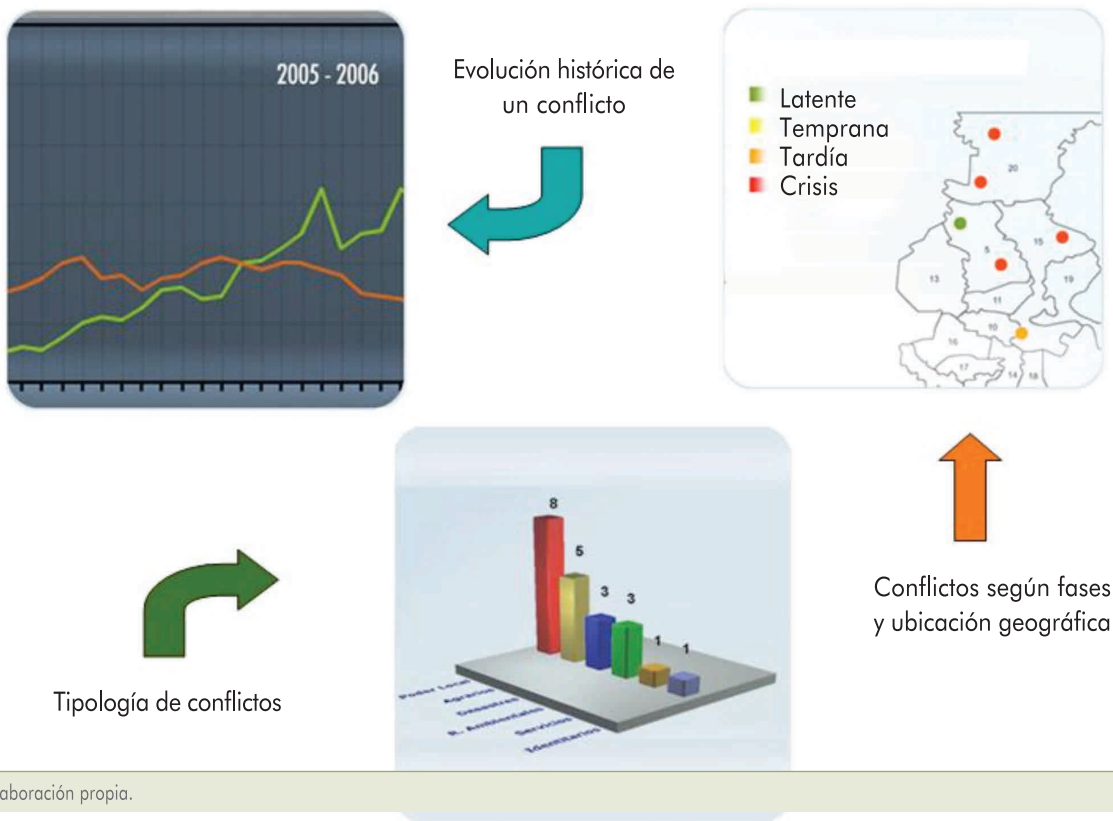 2005 - 2006
Evolución histórica de
un conflicto
Latente
Temprana
Tardía
Crisis
20
5
15
13
19
11
10
16
17
14
18
8
5
3
3
1
1
Poder Local
Agrarios
Desastres
R. Ambientales
Servicios
Identitarios
Tipología de conflictos
Conflictos según fases
y ubicación geográfica
aboración propia.